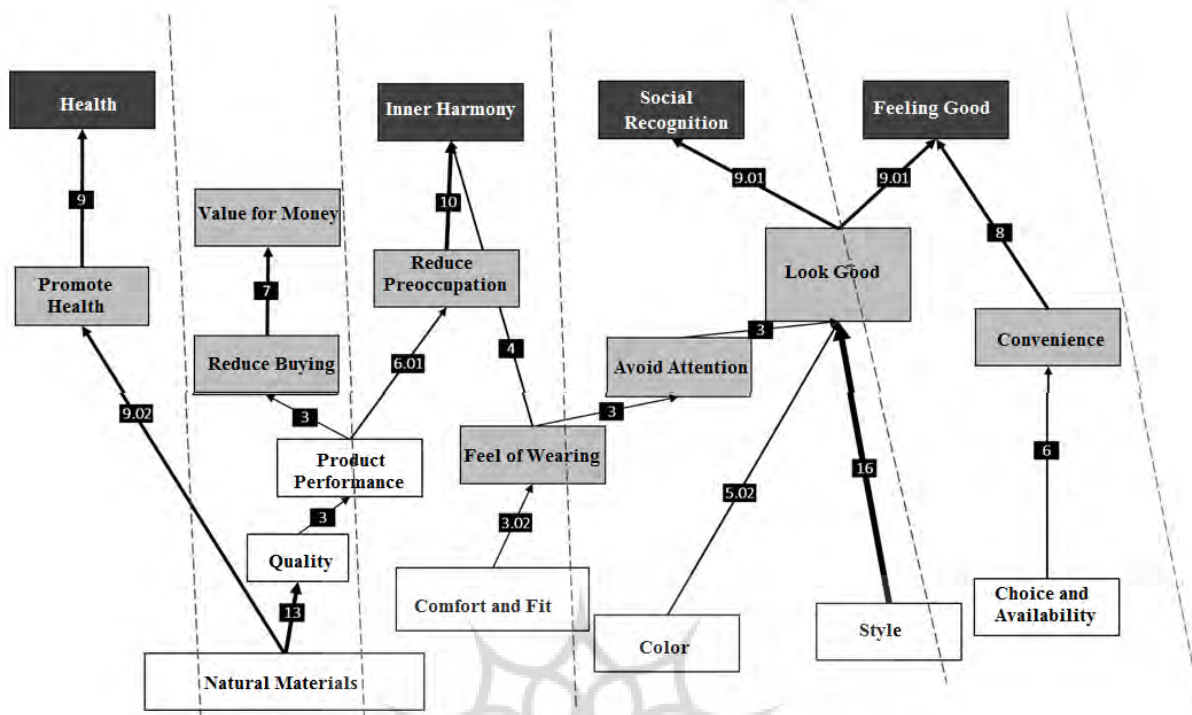 Health
Inner Harmony
Social
Recognition
Feeling Good
9.01
9.01
9
10
Value for Money
8
Reduce
Preoccupation
Look Good
Promote
Health
7
3
Convenience
4
Reduce Buying
6.01
Avoid Attention
9.02
3
3
Product
Performance
Feel of Wearing
6
16
5.02
3
3.02
Quality
Comfort and Fit
Choice and
Availability
13
Color
Style
Natural Materials